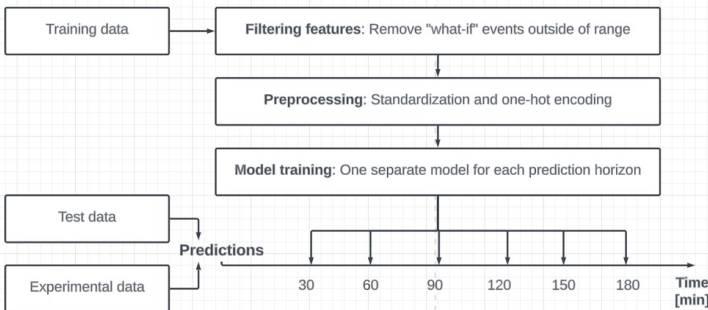 Training data
Filtering features: Remove "what-if" events outside of range
Preprocessing: Standardization and one-hot encoding
Model training: One separate model for each prediction horizon
Test data
Predictions
Experimental data
30 60 90 120 150 180
Time
[min]